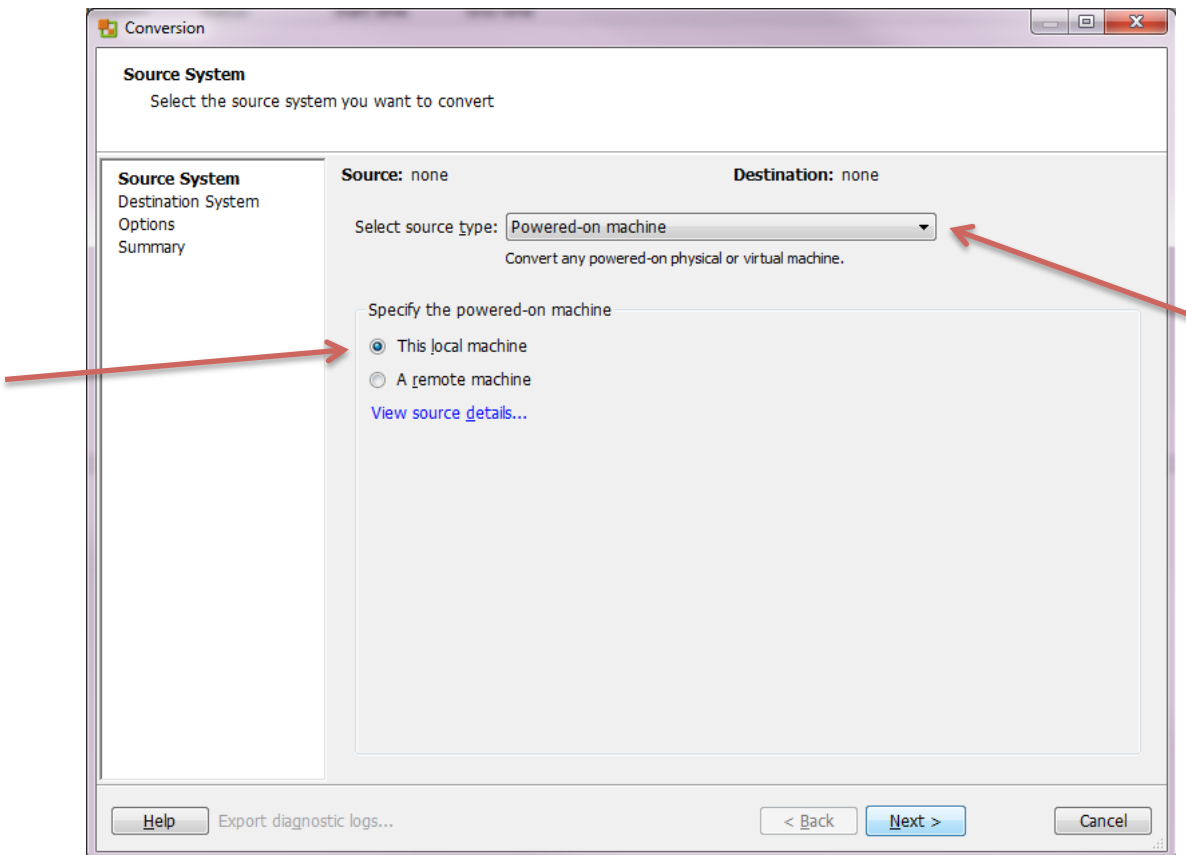 Conversion
Source System
Select the source system you want to convert
Source System
Destination System
Options
Summary
Source: none Destination: none
Select source type: Powered-on machine
Convert any powered-on physical or virtual machine.
Specify the powered-on machine
This local machine
A remote machine
View source details...
Help Export diagnostic logs... < Back Next > Cancel